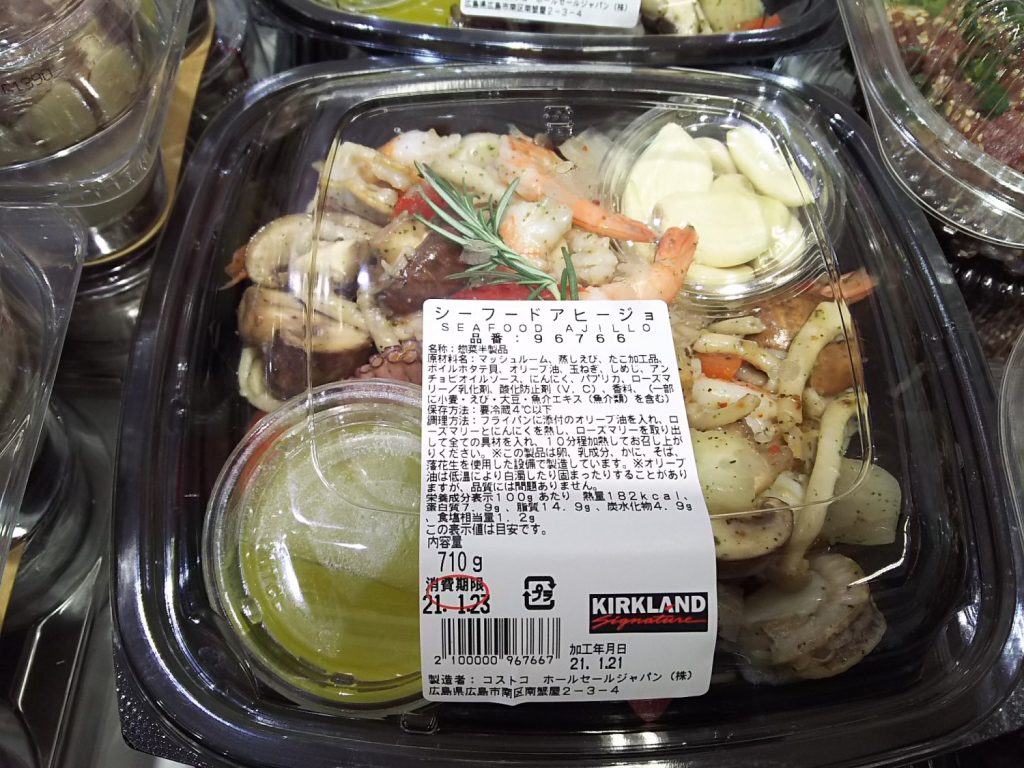 広島県広島市南区南蟹屋2-3-4
シーフードアヒージョ
SEAFOOD AJILLO
品番:96766
名称:惣菜半製品
原材料名:マッシュルーム、蒸しえび、たこ加工品、
ボイルホタテ貝、オリーブ油、玉ねぎ、しめじ、アン
チョビオイルソース、にんにく、パプリカ、ローズマ
リー/乳化剤、酸化防止剤(V.C)、香料、(一部
に小麦・えび・大豆・魚介エキス(魚介類)を含む)
保存方法:要冷蔵4℃以下
調理方法:フライパンに添付のオリーブ油を入れ、ロ
ーズマリーとにんにくを熱し、ローズマリーを取り出
して全ての具材を入れ、10分程加熱してお召し上が
りください。※この製品は卵、乳成分、かに、そば、
落花生を使用した設備で製造しています。※オリーブ
油は低温により白濁したり固まったりすることがあり
ますが、品質には問題ありません。
栄養成分表示100gあたり 熱量182kcal、
蛋白質7.9g、脂質14.9g、炭水化物4.9g
、食塩相当量1.2g
この表示値は目安です。
内容量
710g
消費期限
21.1.23
プラ
KIRKLAND
Signature
2 100000 967667
加工年月日
21.1.21
製造者:コストコ ホールセールジャパン(株)
広島県広島市南区南蟹屋2-3-4